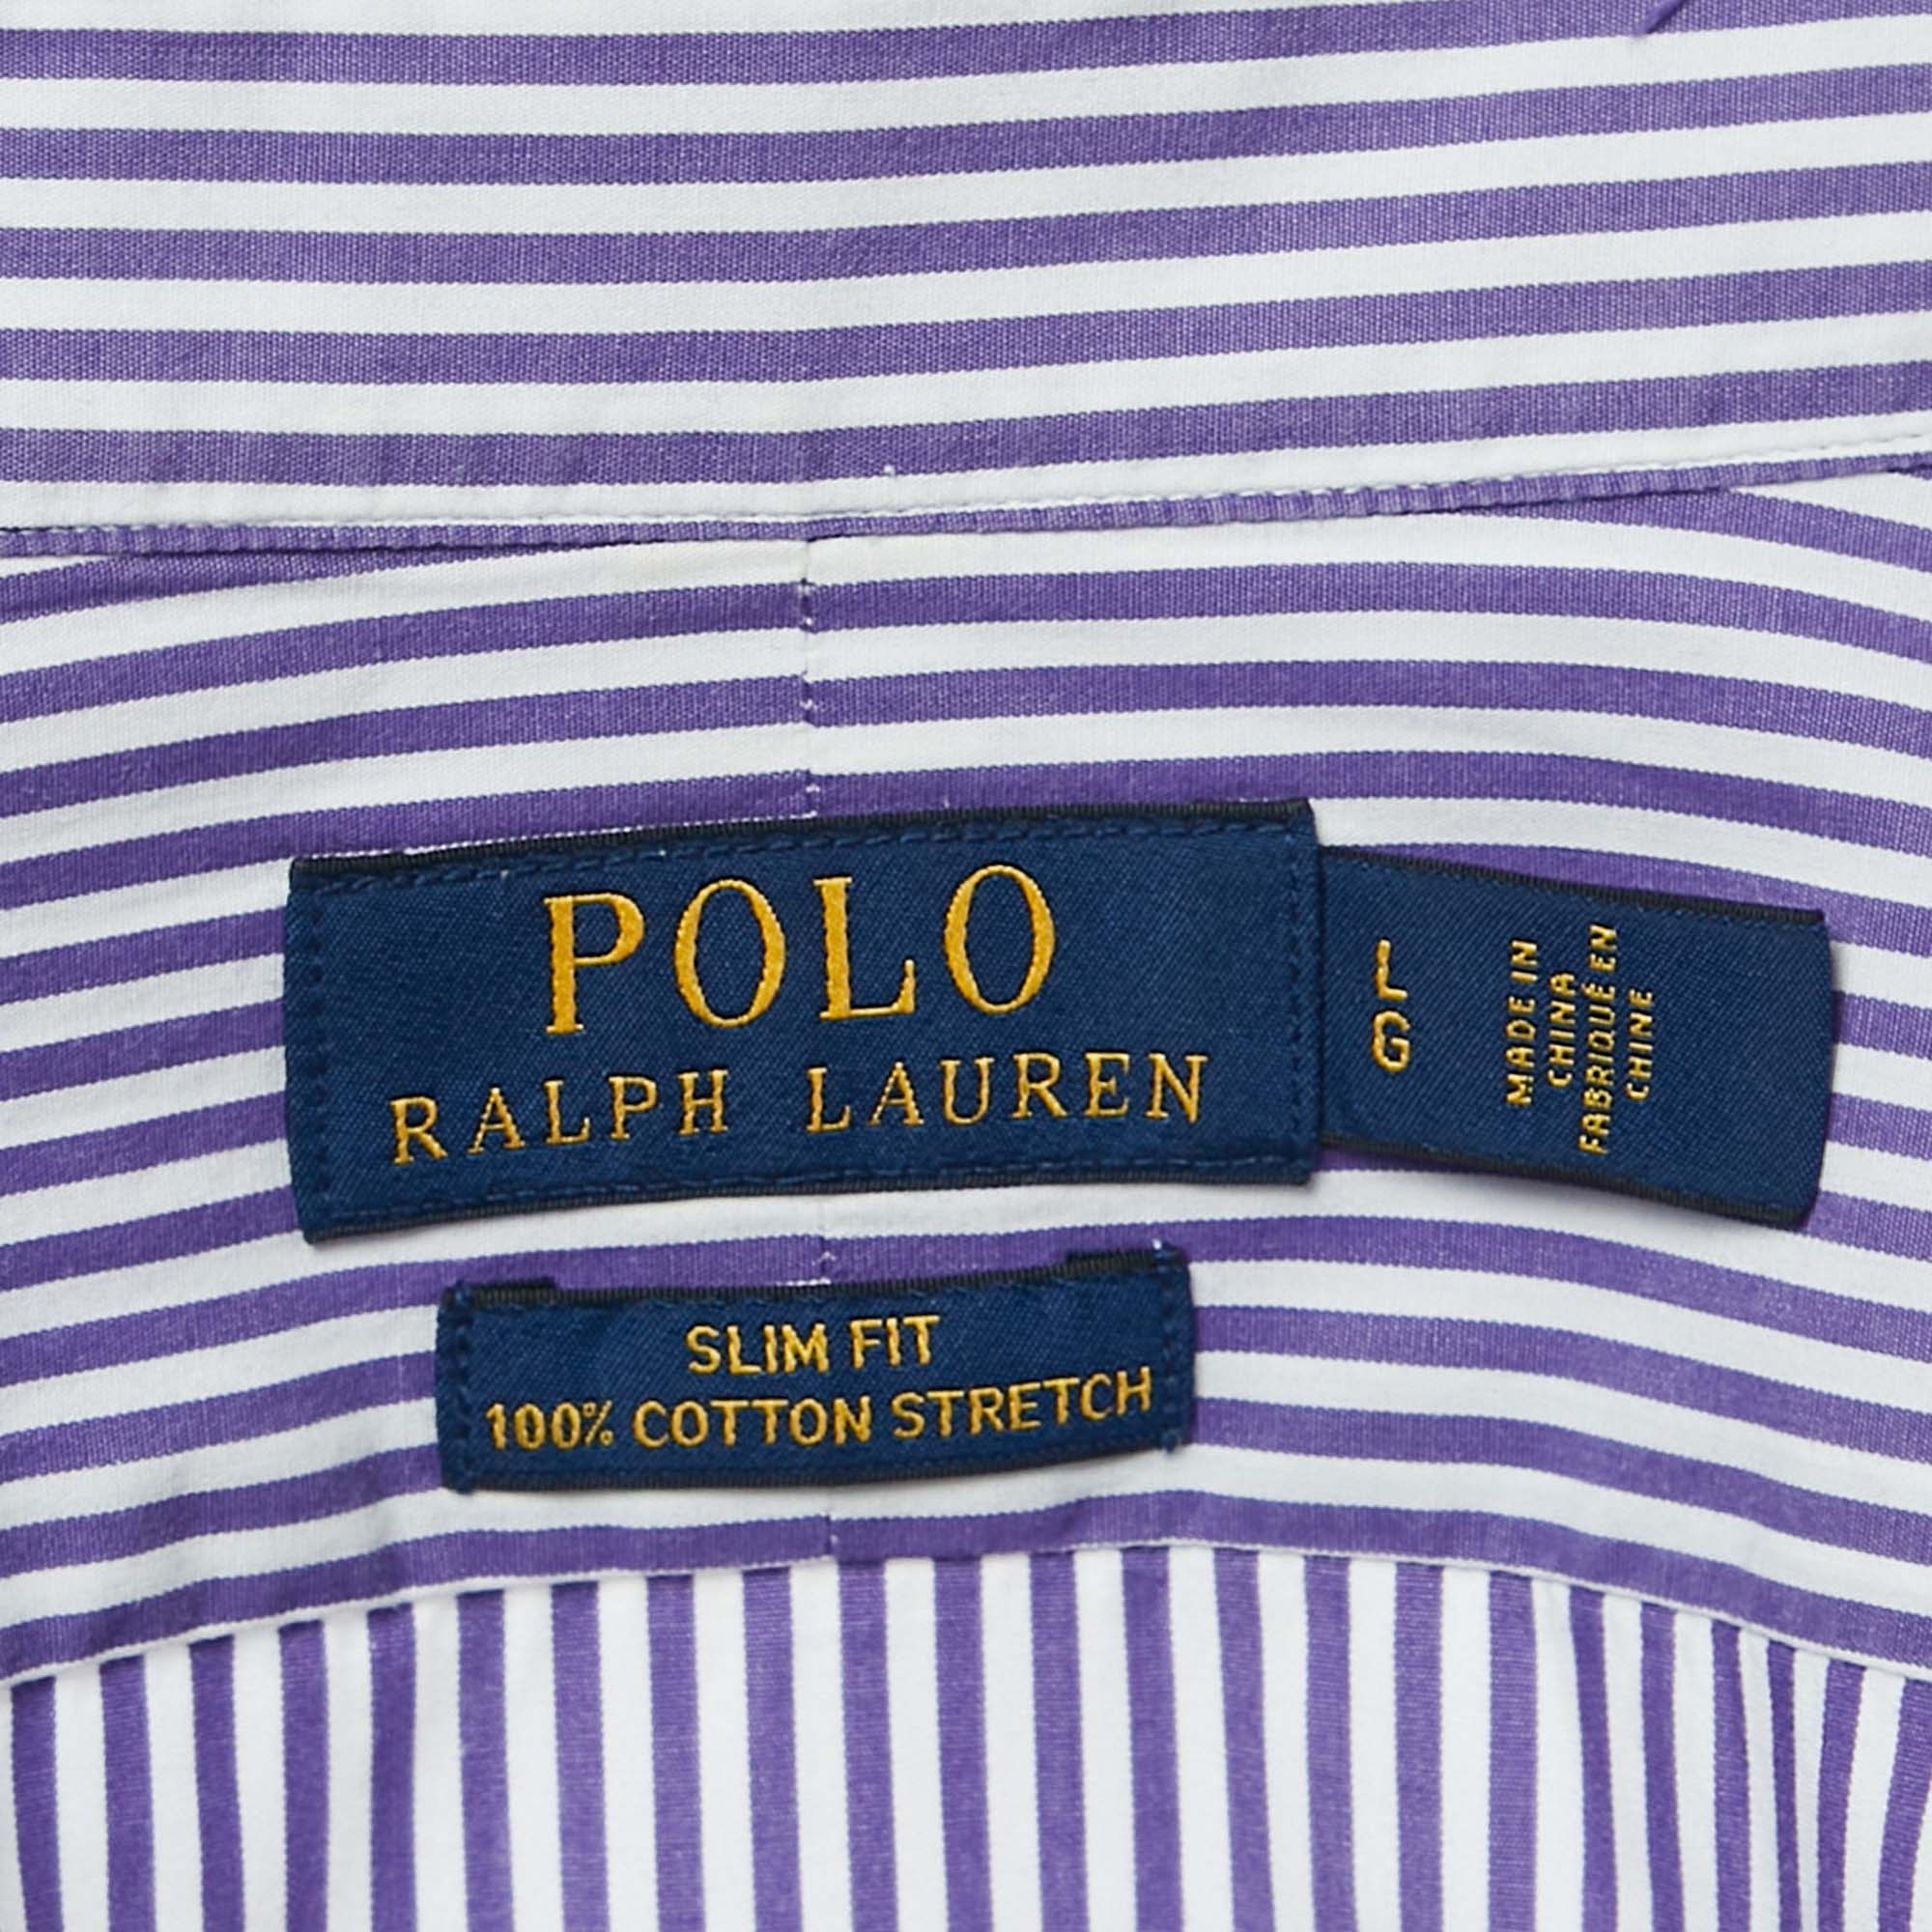 POLO
RALPH LAUREN
L
G
MADE IN
CHINA
FABRIQUÉ EN
CHINE
SLIM FIT
100% COTTON STRETCH